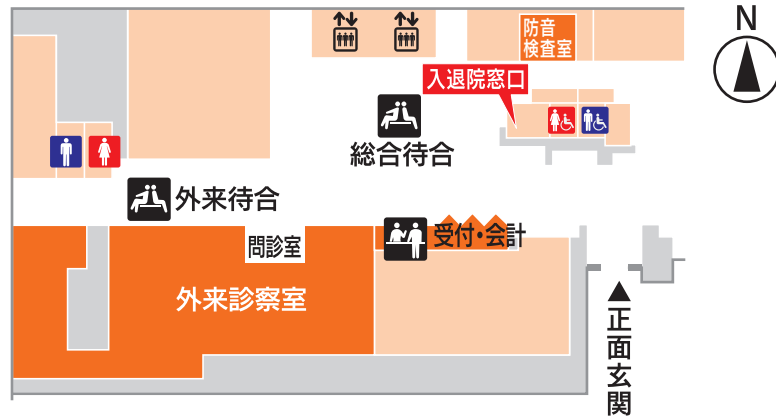 防音
検査室
N
入退院窓口
総合待合
外来待合
問診室
受付・会計
外来診察室
▲正面玄関